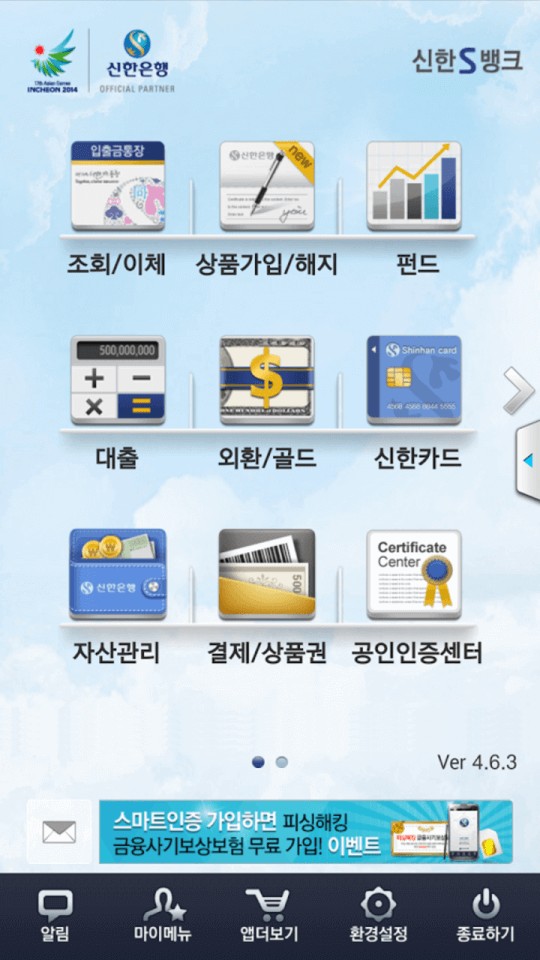 17th Asian Games
INCHEON 2014
신한은행
OFFICIAL PARTNER
신한S뱅크
입출금통장
신한은행
new
you
조회/이체
상품가입/해지
펀드
500,000,000
+ −
× =
$
Shinhan card
대출
외환/골드
신한카드
W W
신한은행
500
Certificate
Center
자산관리
결제/상품권
공인인증센터
Ver 4.6.3
스마트인증 가입하면 피싱해킹
금융사기보상보험 무료 가입! 이벤트
알림
마이메뉴
앱더보기
환경설정
종료하기